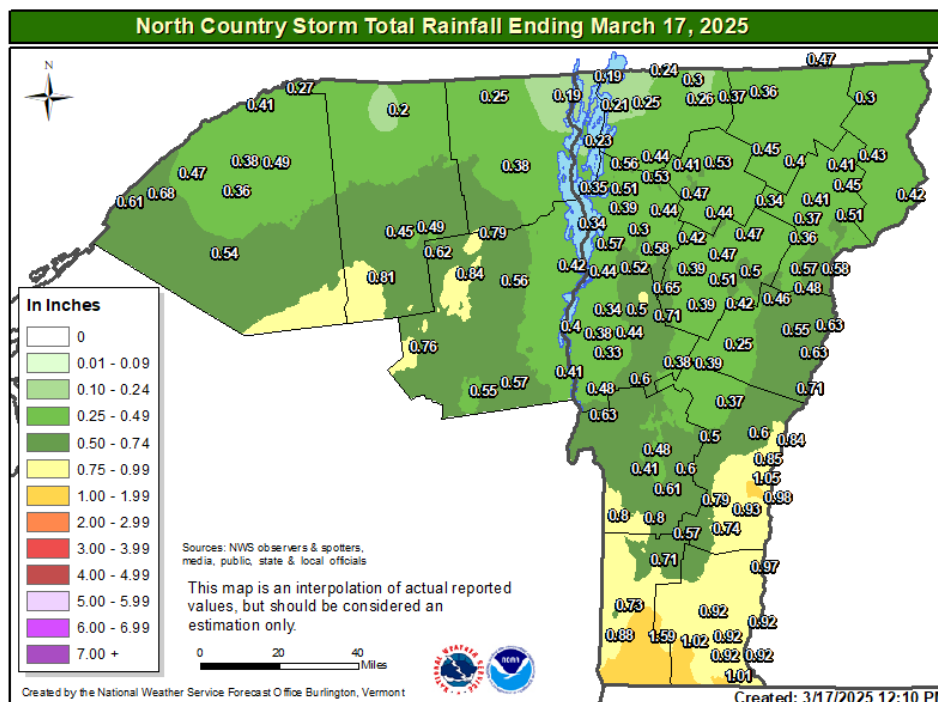 North Country Storm Total Rainfall Ending March 17, 2025
N
0.47
0.19 0.24 0.3
0.27 0.41 0.2 0.25 0.19 0.21 0.25 0.26 0.37 0.36 0.3
0.23
0.38 0.49 0.38 0.56 0.44 0.41 0.53 0.45 0.4 0.41 0.43
0.47 0.53
0.61 0.68 0.36 0.35 0.51 0.47 0.34 0.41 0.45 0.42
0.39 0.44 0.44 0.37 0.51
0.45 0.49 0.79 0.34 0.3 0.42 0.47 0.36
0.54 0.62 0.57 0.58 0.47
0.81 0.84 0.56 0.42 0.44 0.52 0.39 0.51 0.5 0.57 0.58
0.65 0.48
0.34 0.5 0.71 0.39 0.42 0.46
0.4 0.38 0.44 0.55 0.63
0.76 0.33 0.25 0.63
0.41 0.38 0.39
0.55 0.57 0.48 0.6 0.37 0.71
0.63
0.5 0.6 0.84
0.48 0.85
0.41 0.6 1.05
0.61 0.79 0.98
0.8 0.8 0.93
0.57 0.74
0.71 0.97
0.73 0.92
0.88 1.59 1.02 0.92 0.92
0.92 0.92
1.01
In Inches
0
0.01 - 0.09
0.10 - 0.24
0.25 - 0.49
0.50 - 0.74
0.75 - 0.99
1.00 - 1.99
2.00 - 2.99
3.00 - 3.99
4.00 - 4.99
5.00 - 5.99
6.00 - 6.99
7.00 +
Sources: NWS observers & spotters,
media, public, state & local officials
This map is an interpolation of actual reported
values, but should be considered an
estimation only.
0 20 40
Miles
NOAA
Created by the National Weather Service Forecast Office Burlington, Vermont
Created: 3/17/2025 12:10 PM